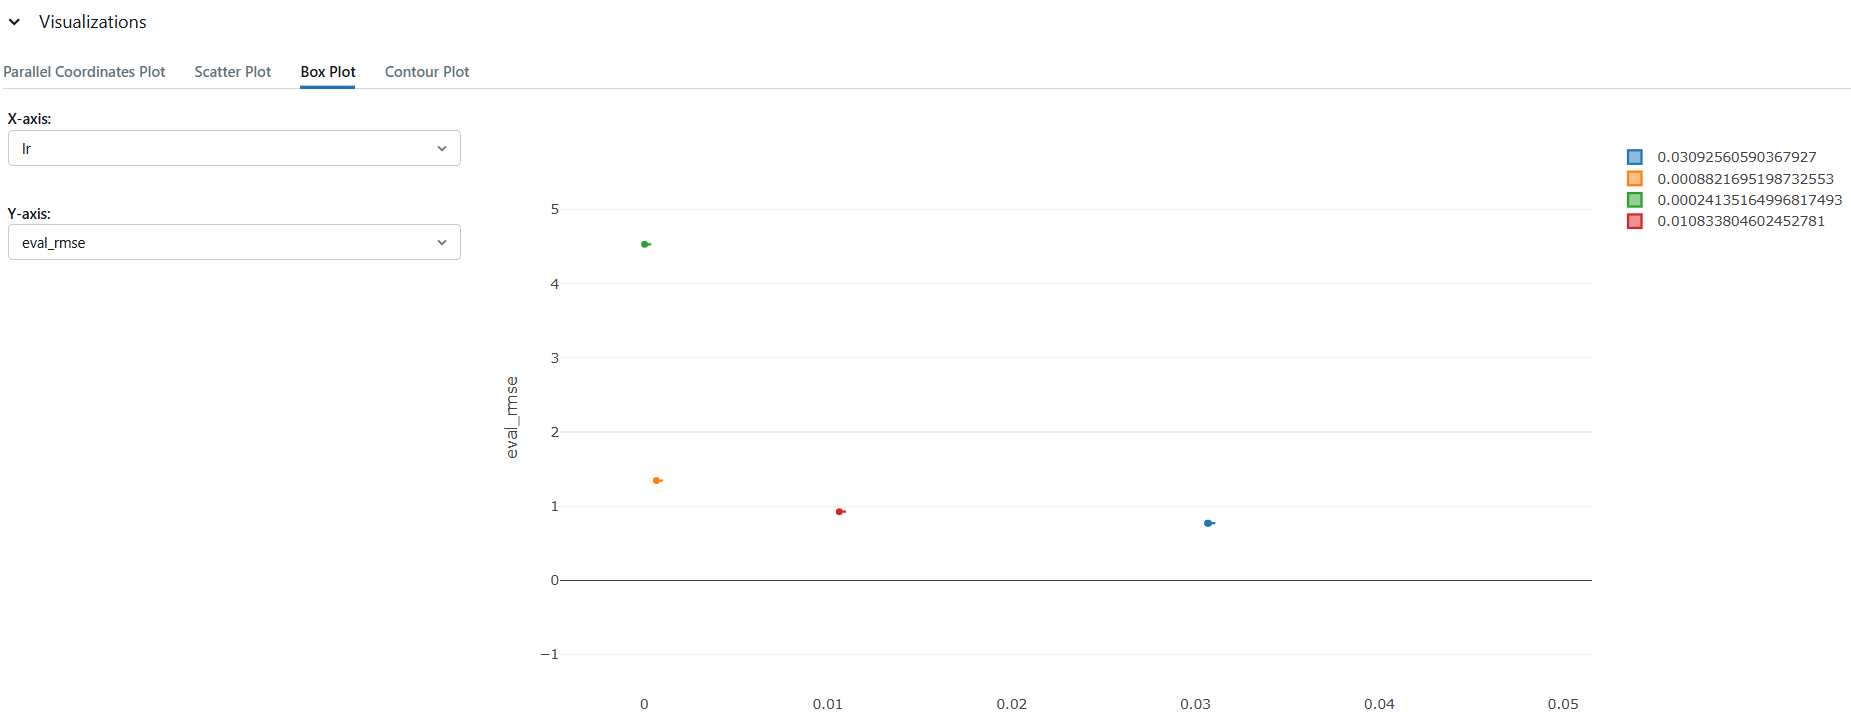 Visualizations
Parallel Coordinates Plot Scatter Plot Box Plot Contour Plot
X-axis:
lr
Y-axis:
eval_rmse
eval_rmse
5
4
3
2
1
0
−1
0 0.01 0.02 0.03 0.04 0.05
0.03092560590367927
0.0008821695198732553
0.00024135164996817493
0.010833804602452781